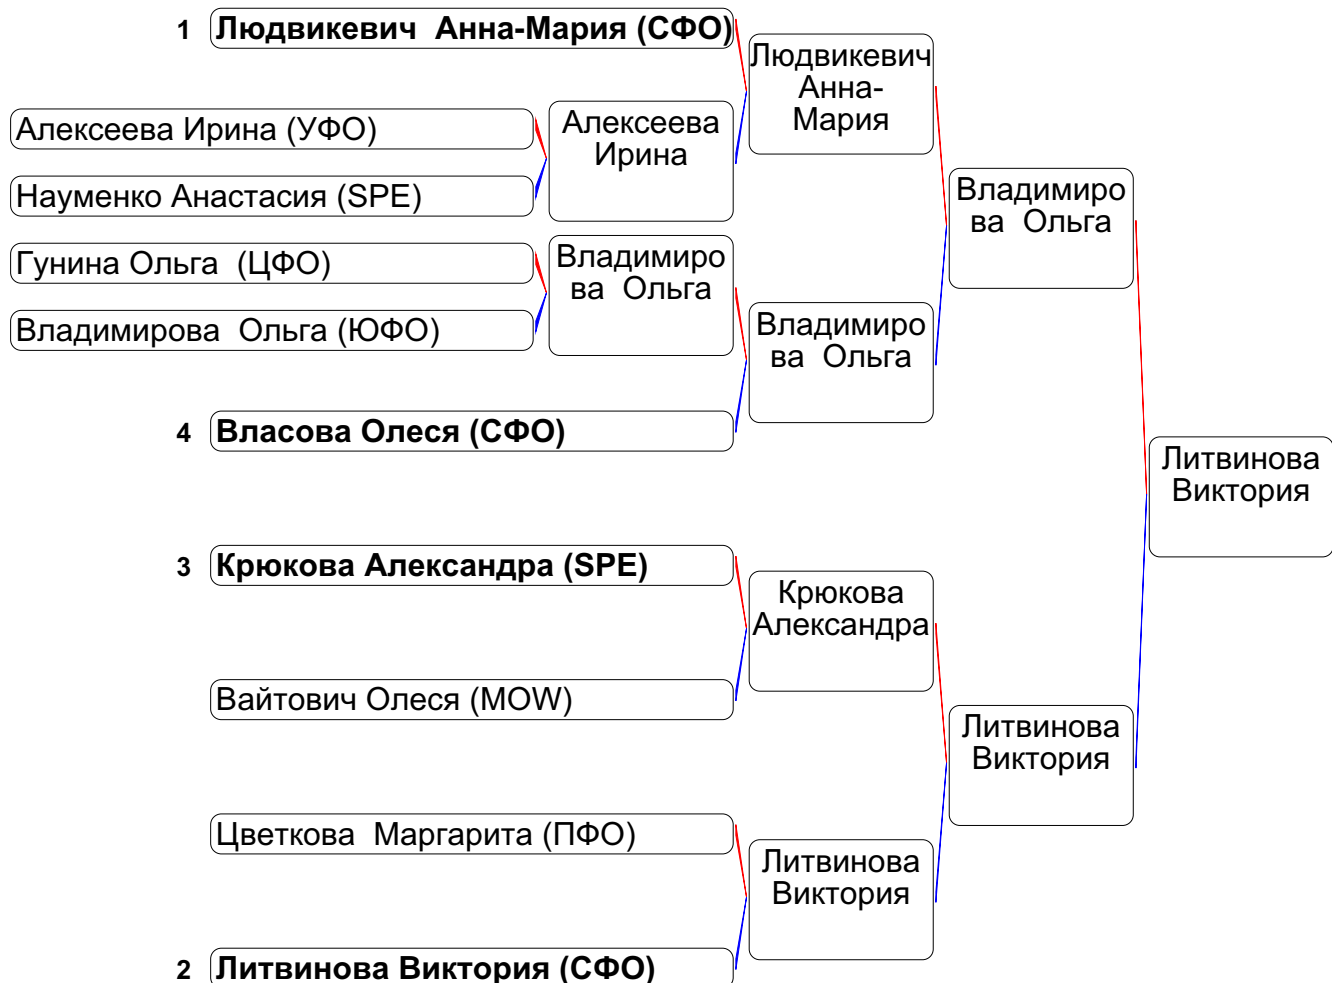 1 Людвикевич  Анна-Мария (СФО)
Людвикевич
Анна-
Мария
Алексеева Ирина (УФО)
Алексеева
Ирина
Науменко Анастасия (SPE)
Владимиро
ва  Ольга
Гунина Ольга  (ЦФО)
Владимиро
ва  Ольга
Владимирова  Ольга (ЮФО)
Владимиро
ва  Ольга
4 Власова Олеся (СФО)
Литвинова
Виктория
3 Крюкова Александра (SPE)
Крюкова
Александра
Вайтович Олеся (MOW)
Литвинова
Виктория
Цветкова  Маргарита (ПФО)
Литвинова
Виктория
2 Литвинова Виктория (СФО)